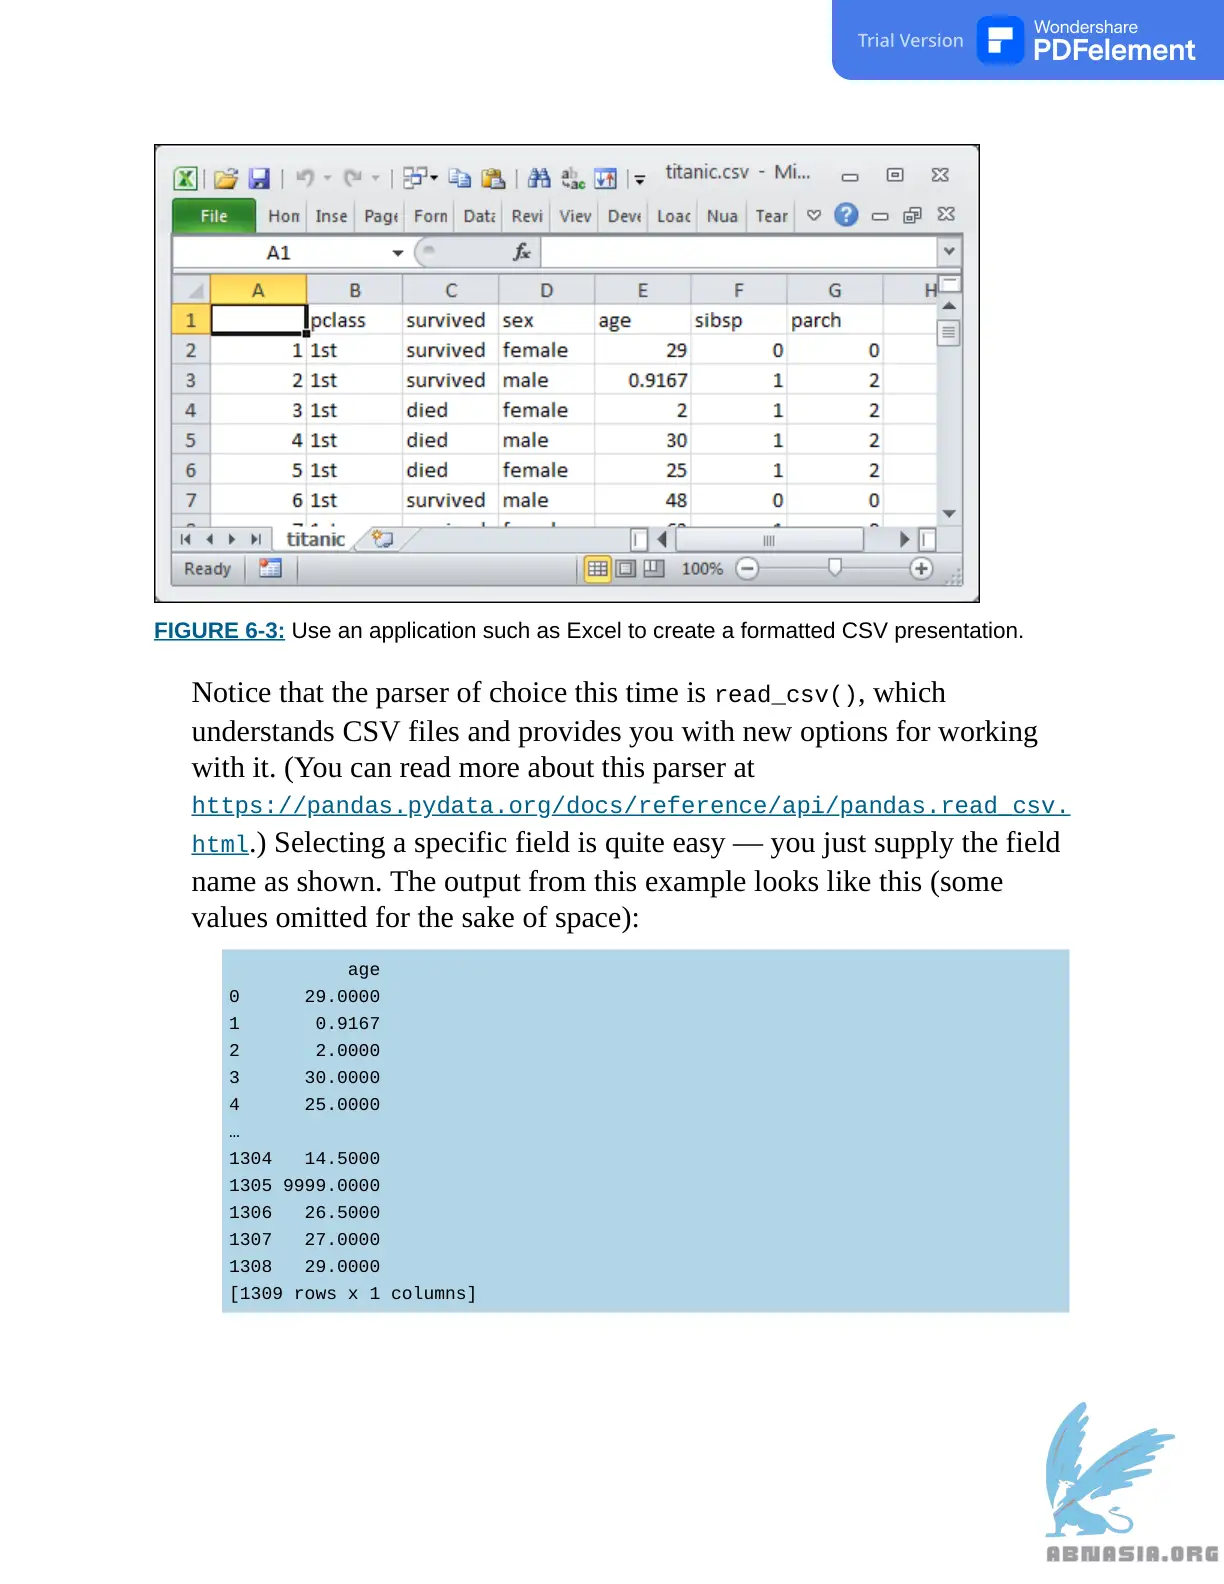 Trial Version
Wondershare
PDFelement
titanic.csv - Mi...
File Hon Inse Page Forn Data Revi Viev Deve Loac Nua Tear
A1 fx
A B C D E F G H
1 pclass survived sex age sibsp parch
2 1 1st survived female 29 0 0
3 2 1st survived male 0.9167 1 2
4 3 1st died female 2 1 2
5 4 1st died male 30 1 2
6 5 1st died female 25 1 2
7 6 1st survived male 48 0 0
titanic
Ready 100%
FIGURE 6-3: Use an application such as Excel to create a formatted CSV presentation.
Notice that the parser of choice this time is read_csv(), which
understands CSV files and provides you with new options for working
with it. (You can read more about this parser at
https://pandas.pydata.org/docs/reference/api/pandas.read_csv.
html.) Selecting a specific field is quite easy — you just supply the field
name as shown. The output from this example looks like this (some
values omitted for the sake of space):
age
0 29.0000
1 0.9167
2 2.0000
3 30.0000
4 25.0000
…
1304 14.5000
1305 9999.0000
1306 26.5000
1307 27.0000
1308 29.0000
[1309 rows x 1 columns]
ABNASIA.ORG